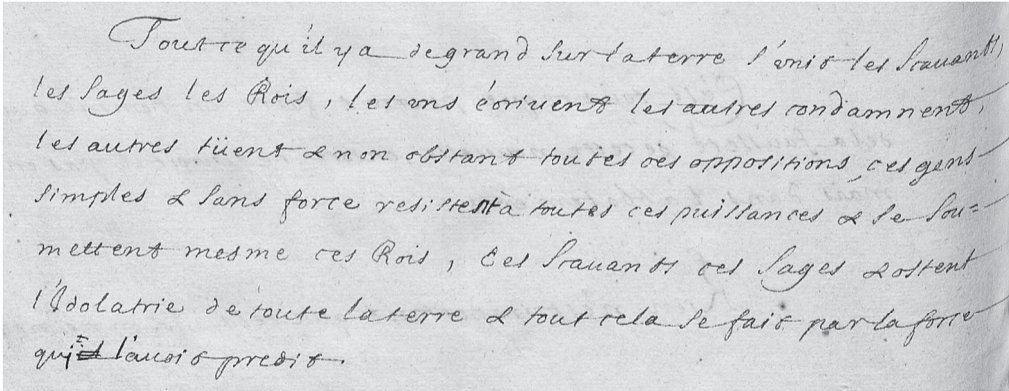 Tout ce qu'il y a de grand sur la terre s'unit les scauants,
les sages les Rois, les uns écriuent les autres condamnent,
les autres tüent & non obstant toutes ces oppositions, ces gens
simples & sans force resistent a toutes ces puissances & se sou=
mettent mesme ces Rois, ces scauants ces sages & ostent
l'Idolatrie de toute la terre & tout cela se fait par la force
qui l'auoit predit.